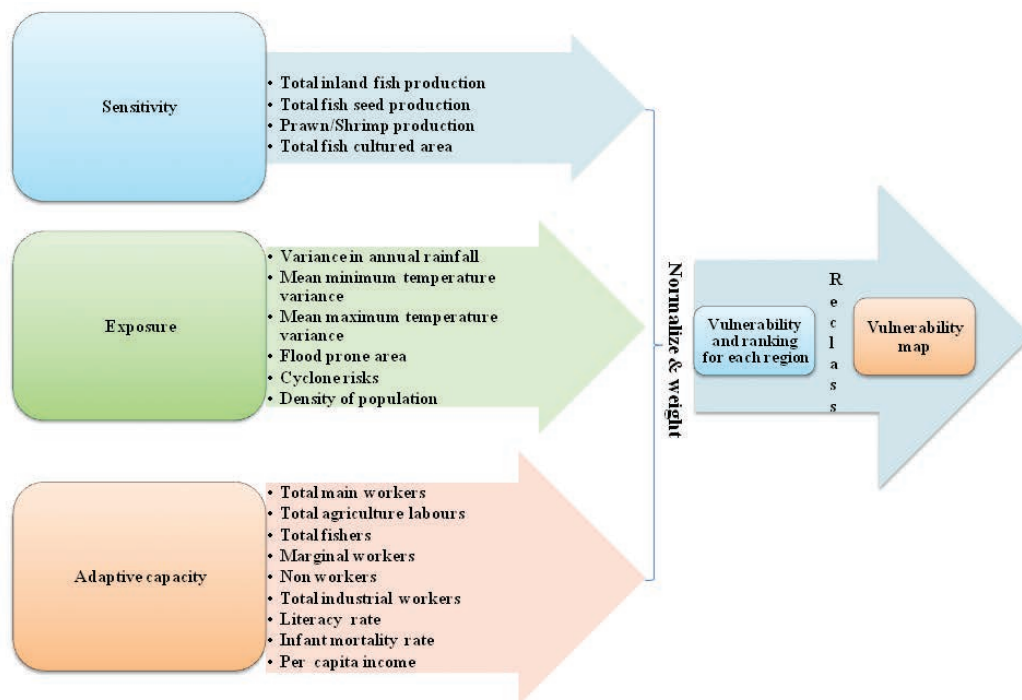 Sensitivity
• Total inland fish production
• Total fish seed production
• Prawn/Shrimp production
• Total fish cultured area
Exposure
• Variance in annual rainfall
• Mean minimum temperature
variance
• Mean maximum temperature
variance
• Flood prone area
• Cyclone risks
• Density of population
Adaptive capacity
• Total main workers
• Total agriculture labours
• Total fishers
• Marginal workers
• Non workers
• Total industrial workers
• Literacy rate
• Infant mortality rate
• Per capita income
Normalize & weight
Vulnerability
and ranking
for each region
Reclass
Vulnerability
map